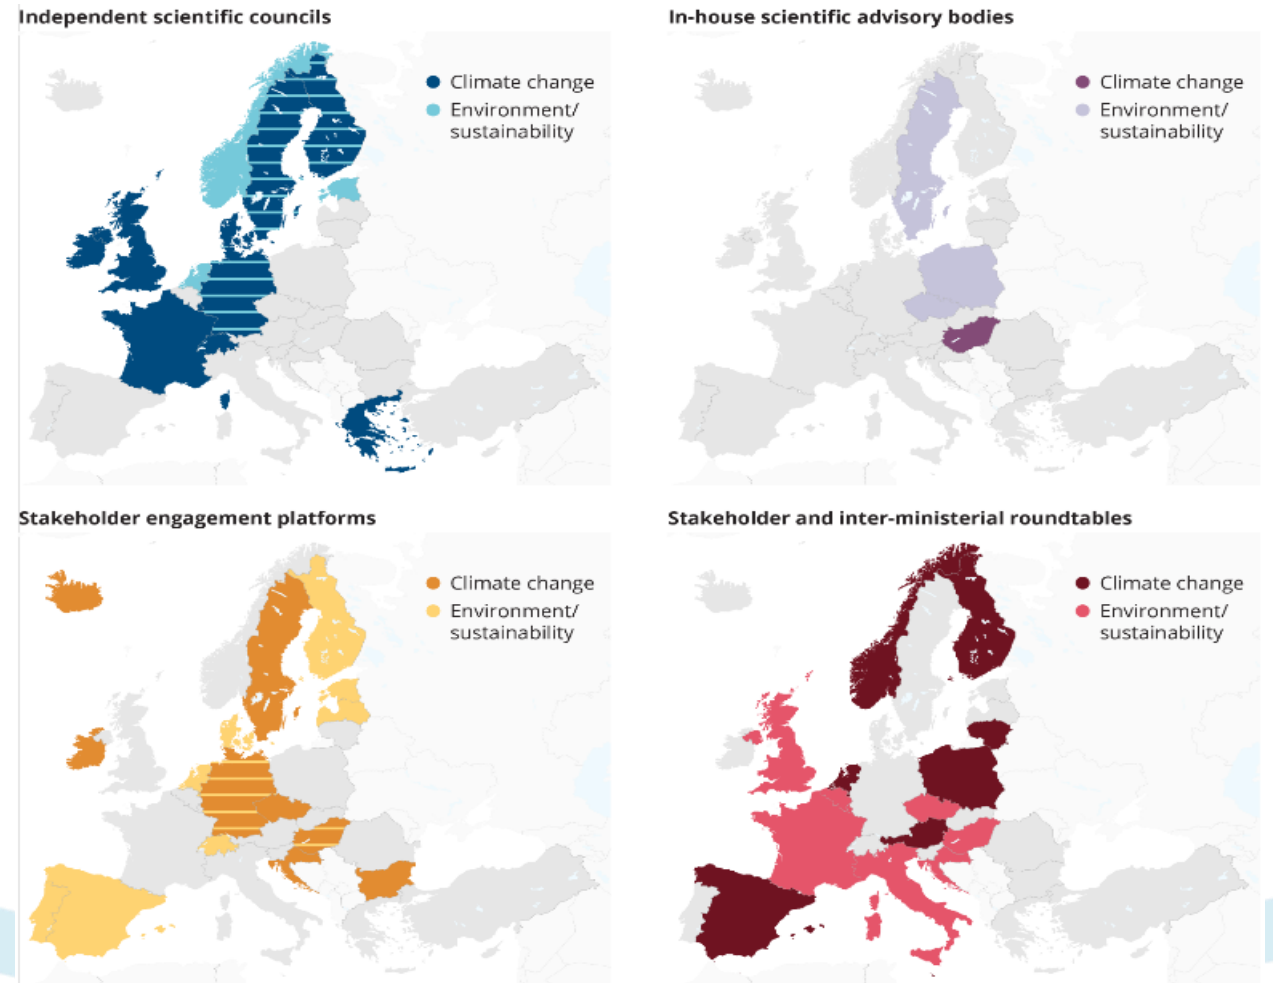 Independent scientific councils
Climate change
Environment/
sustainability
In-house scientific advisory bodies
Climate change
Environment/
sustainability
Stakeholder engagement platforms
Climate change
Environment/
sustainability
Stakeholder and inter-ministerial roundtables
Climate change
Environment/
sustainability